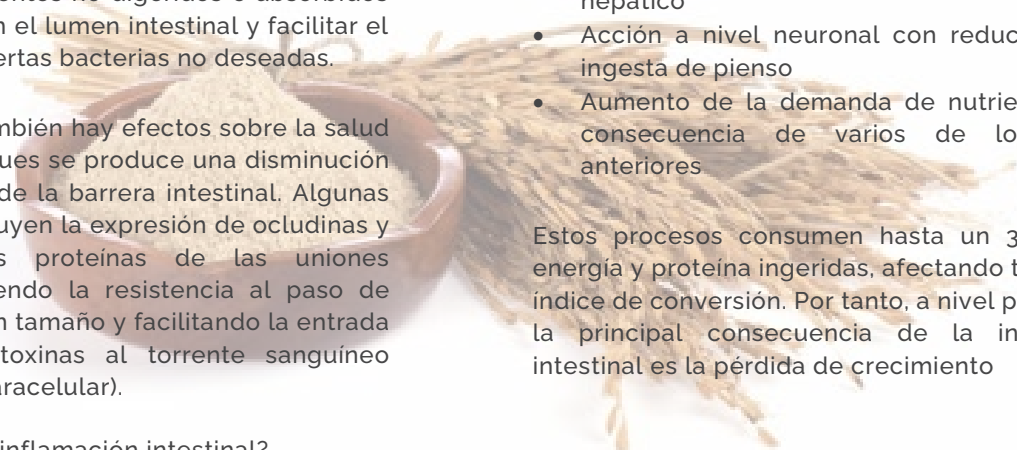 n el lumen intestinal y facilitar el
ertas bacterias no deseadas.
mbién hay efectos sobre la salud
ues se produce una disminución
de la barrera intestinal. Algunas
uyen la expresión de ocludinas y
s proteínas de las uniones
endo la resistencia al paso de
n tamaño y facilitando la entrada
toxinas al torrente sanguíneo
aracelular).
inflamación intestinal?
hepático
• Acción a nivel neuronal con reduc
ingesta de pienso
• Aumento de la demanda de nutrie
consecuencia de varios de lo
anteriores
Estos procesos consumen hasta un 3
energía y proteína ingeridas, afectando t
índice de conversión. Por tanto, a nivel p
la principal consecuencia de la in
intestinal es la pérdida de crecimiento